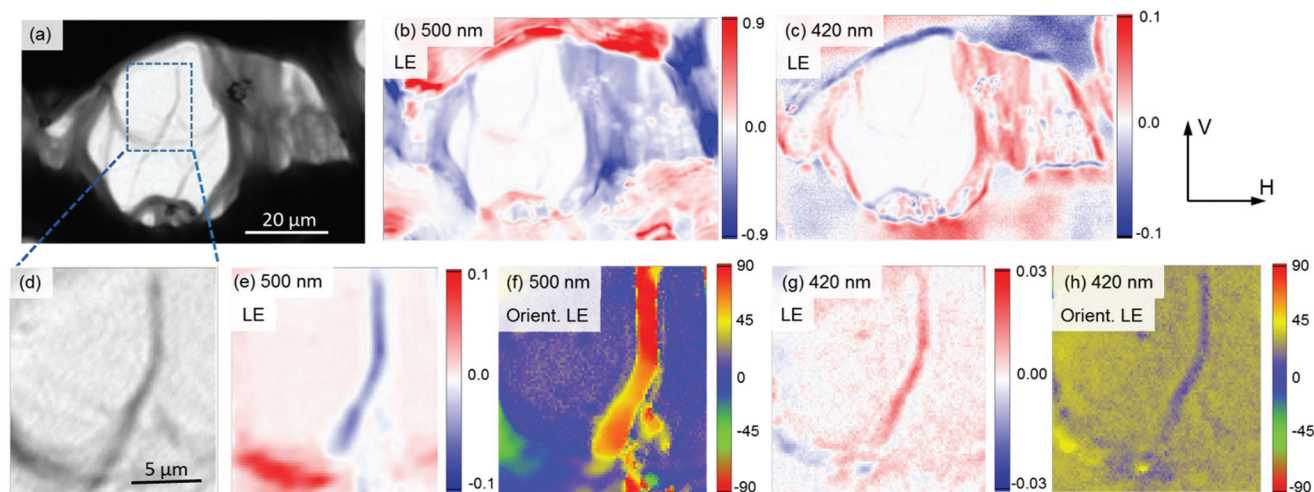 (a)
20 µm
(b) 500 nm
LE
0.9
0.0
-0.9
(c) 420 nm
LE
0.1
0.0
-0.1
V
H
(d)
5 µm
(e) 500 nm
LE
0.1
0.0
-0.1
(f) 500 nm
Orient. LE
90
45
0
-45
-90
(g) 420 nm
LE
0.03
0.00
-0.03
(h) 420 nm
Orient. LE
90
45
0
-45
-90